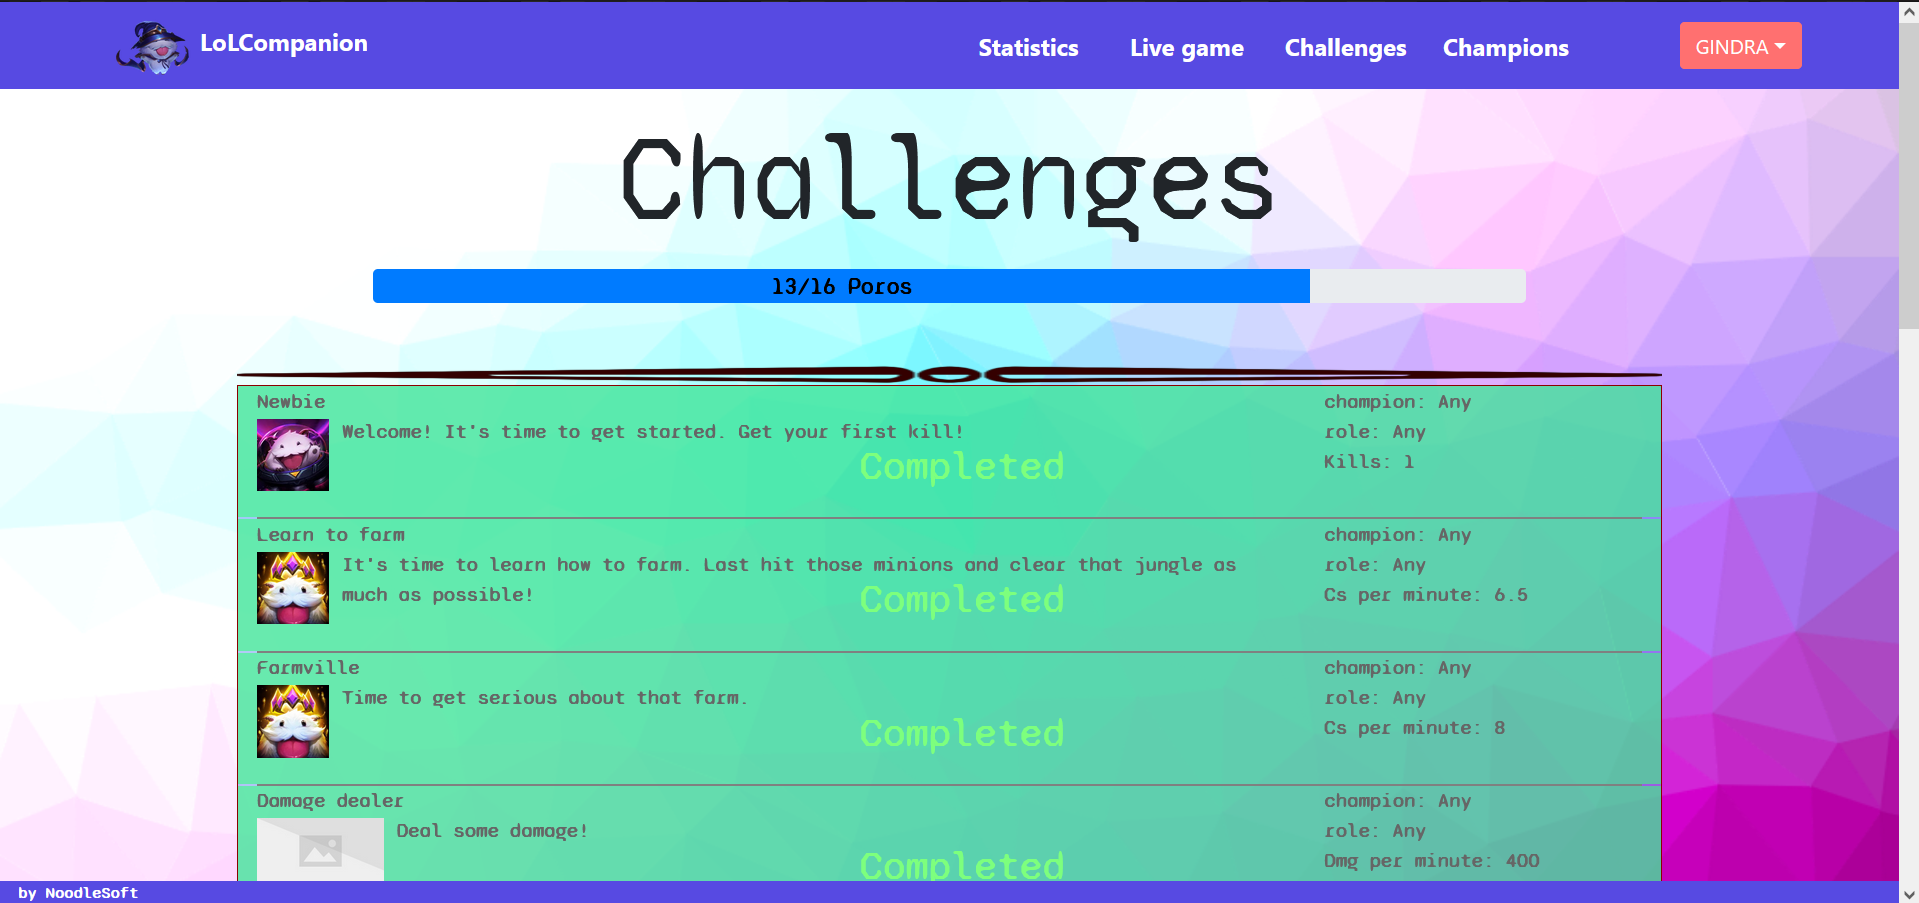 LoLCompanion
Statistics
Live game
Challenges
Champions
GINDRA
Challenges
13/16 Poros
Newbie
Welcome! It's time to get started. Get your first kill!
Completed
champion: Any
role: Any
Kills: 1
Learn to farm
It's time to learn how to farm. Last hit those minions and clear that jungle as
much as possible!
Completed
champion: Any
role: Any
Cs per minute: 6.5
Farmville
Time to get serious about that farm.
Completed
champion: Any
role: Any
Cs per minute: 8
Damage dealer
Deal some damage!
Completed
champion: Any
role: Any
Dmg per minute: 400
by NoodleSoft